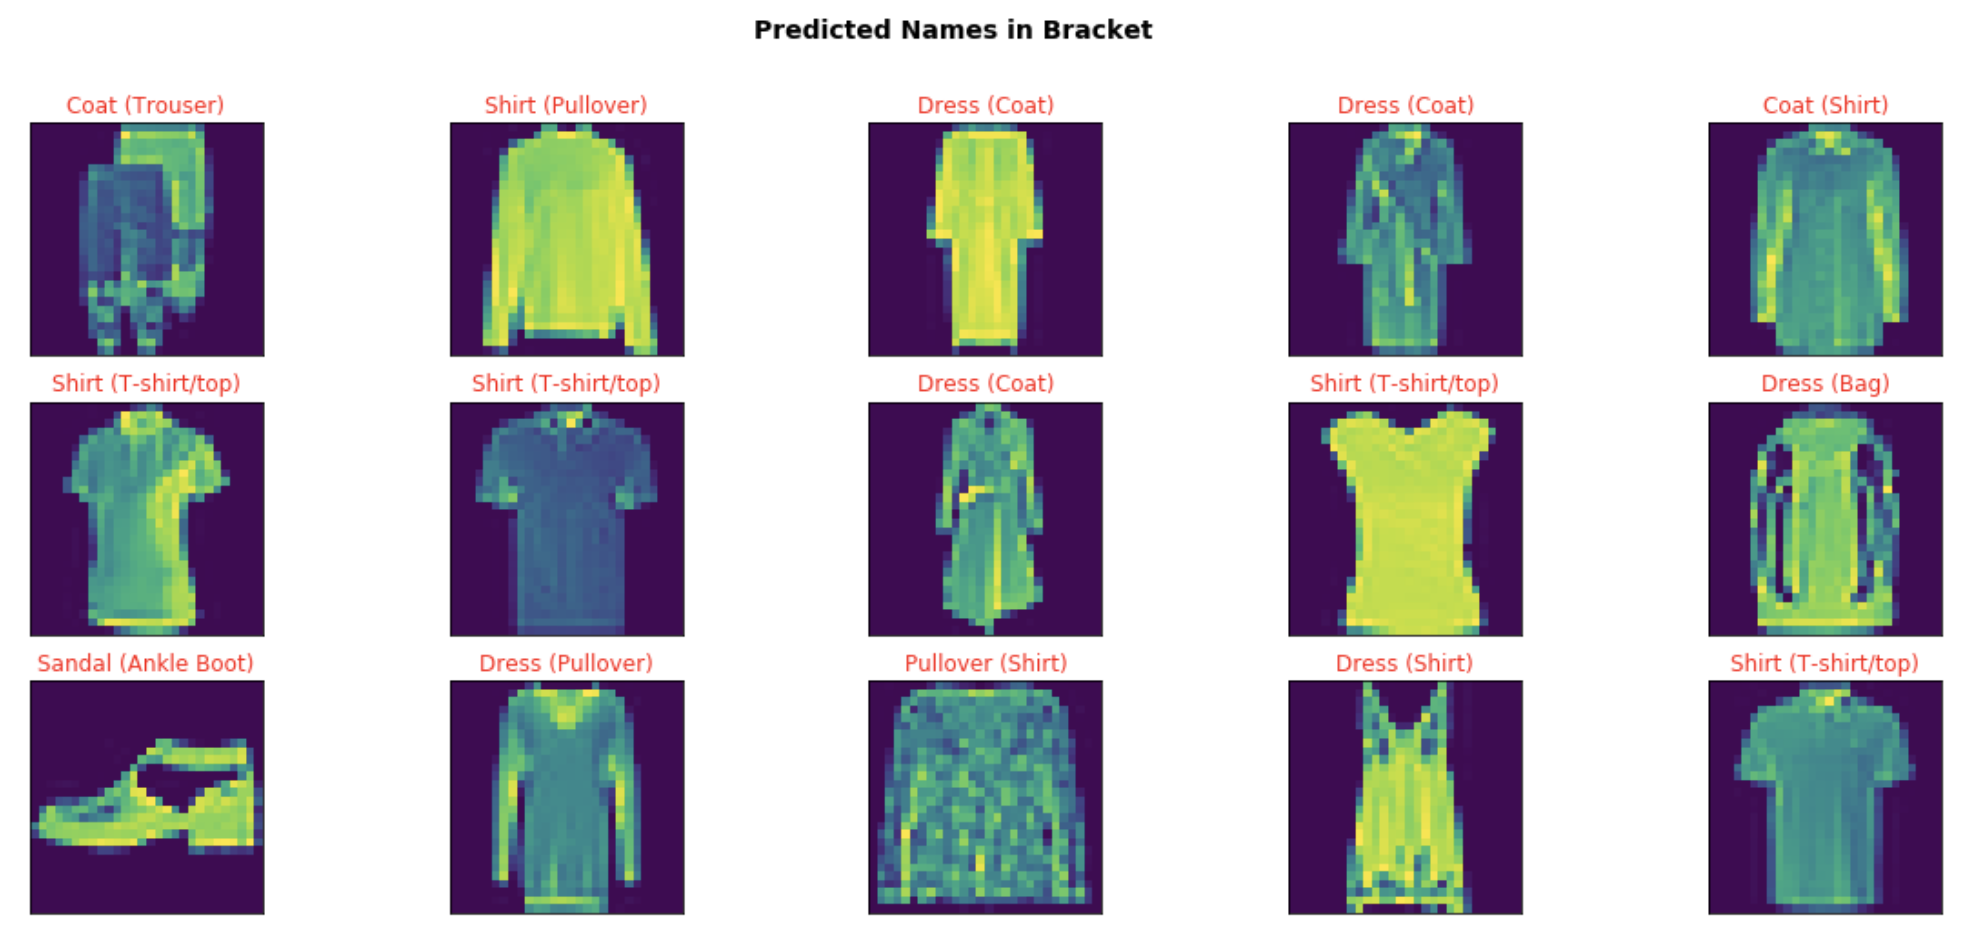 Predicted Names in Bracket
Coat (Trouser)
Shirt (Pullover)
Dress (Coat)
Dress (Coat)
Coat (Shirt)
Shirt (T-shirt/top)
Shirt (T-shirt/top)
Dress (Coat)
Shirt (T-shirt/top)
Dress (Bag)
Sandal (Ankle Boot)
Dress (Pullover)
Pullover (Shirt)
Dress (Shirt)
Shirt (T-shirt/top)